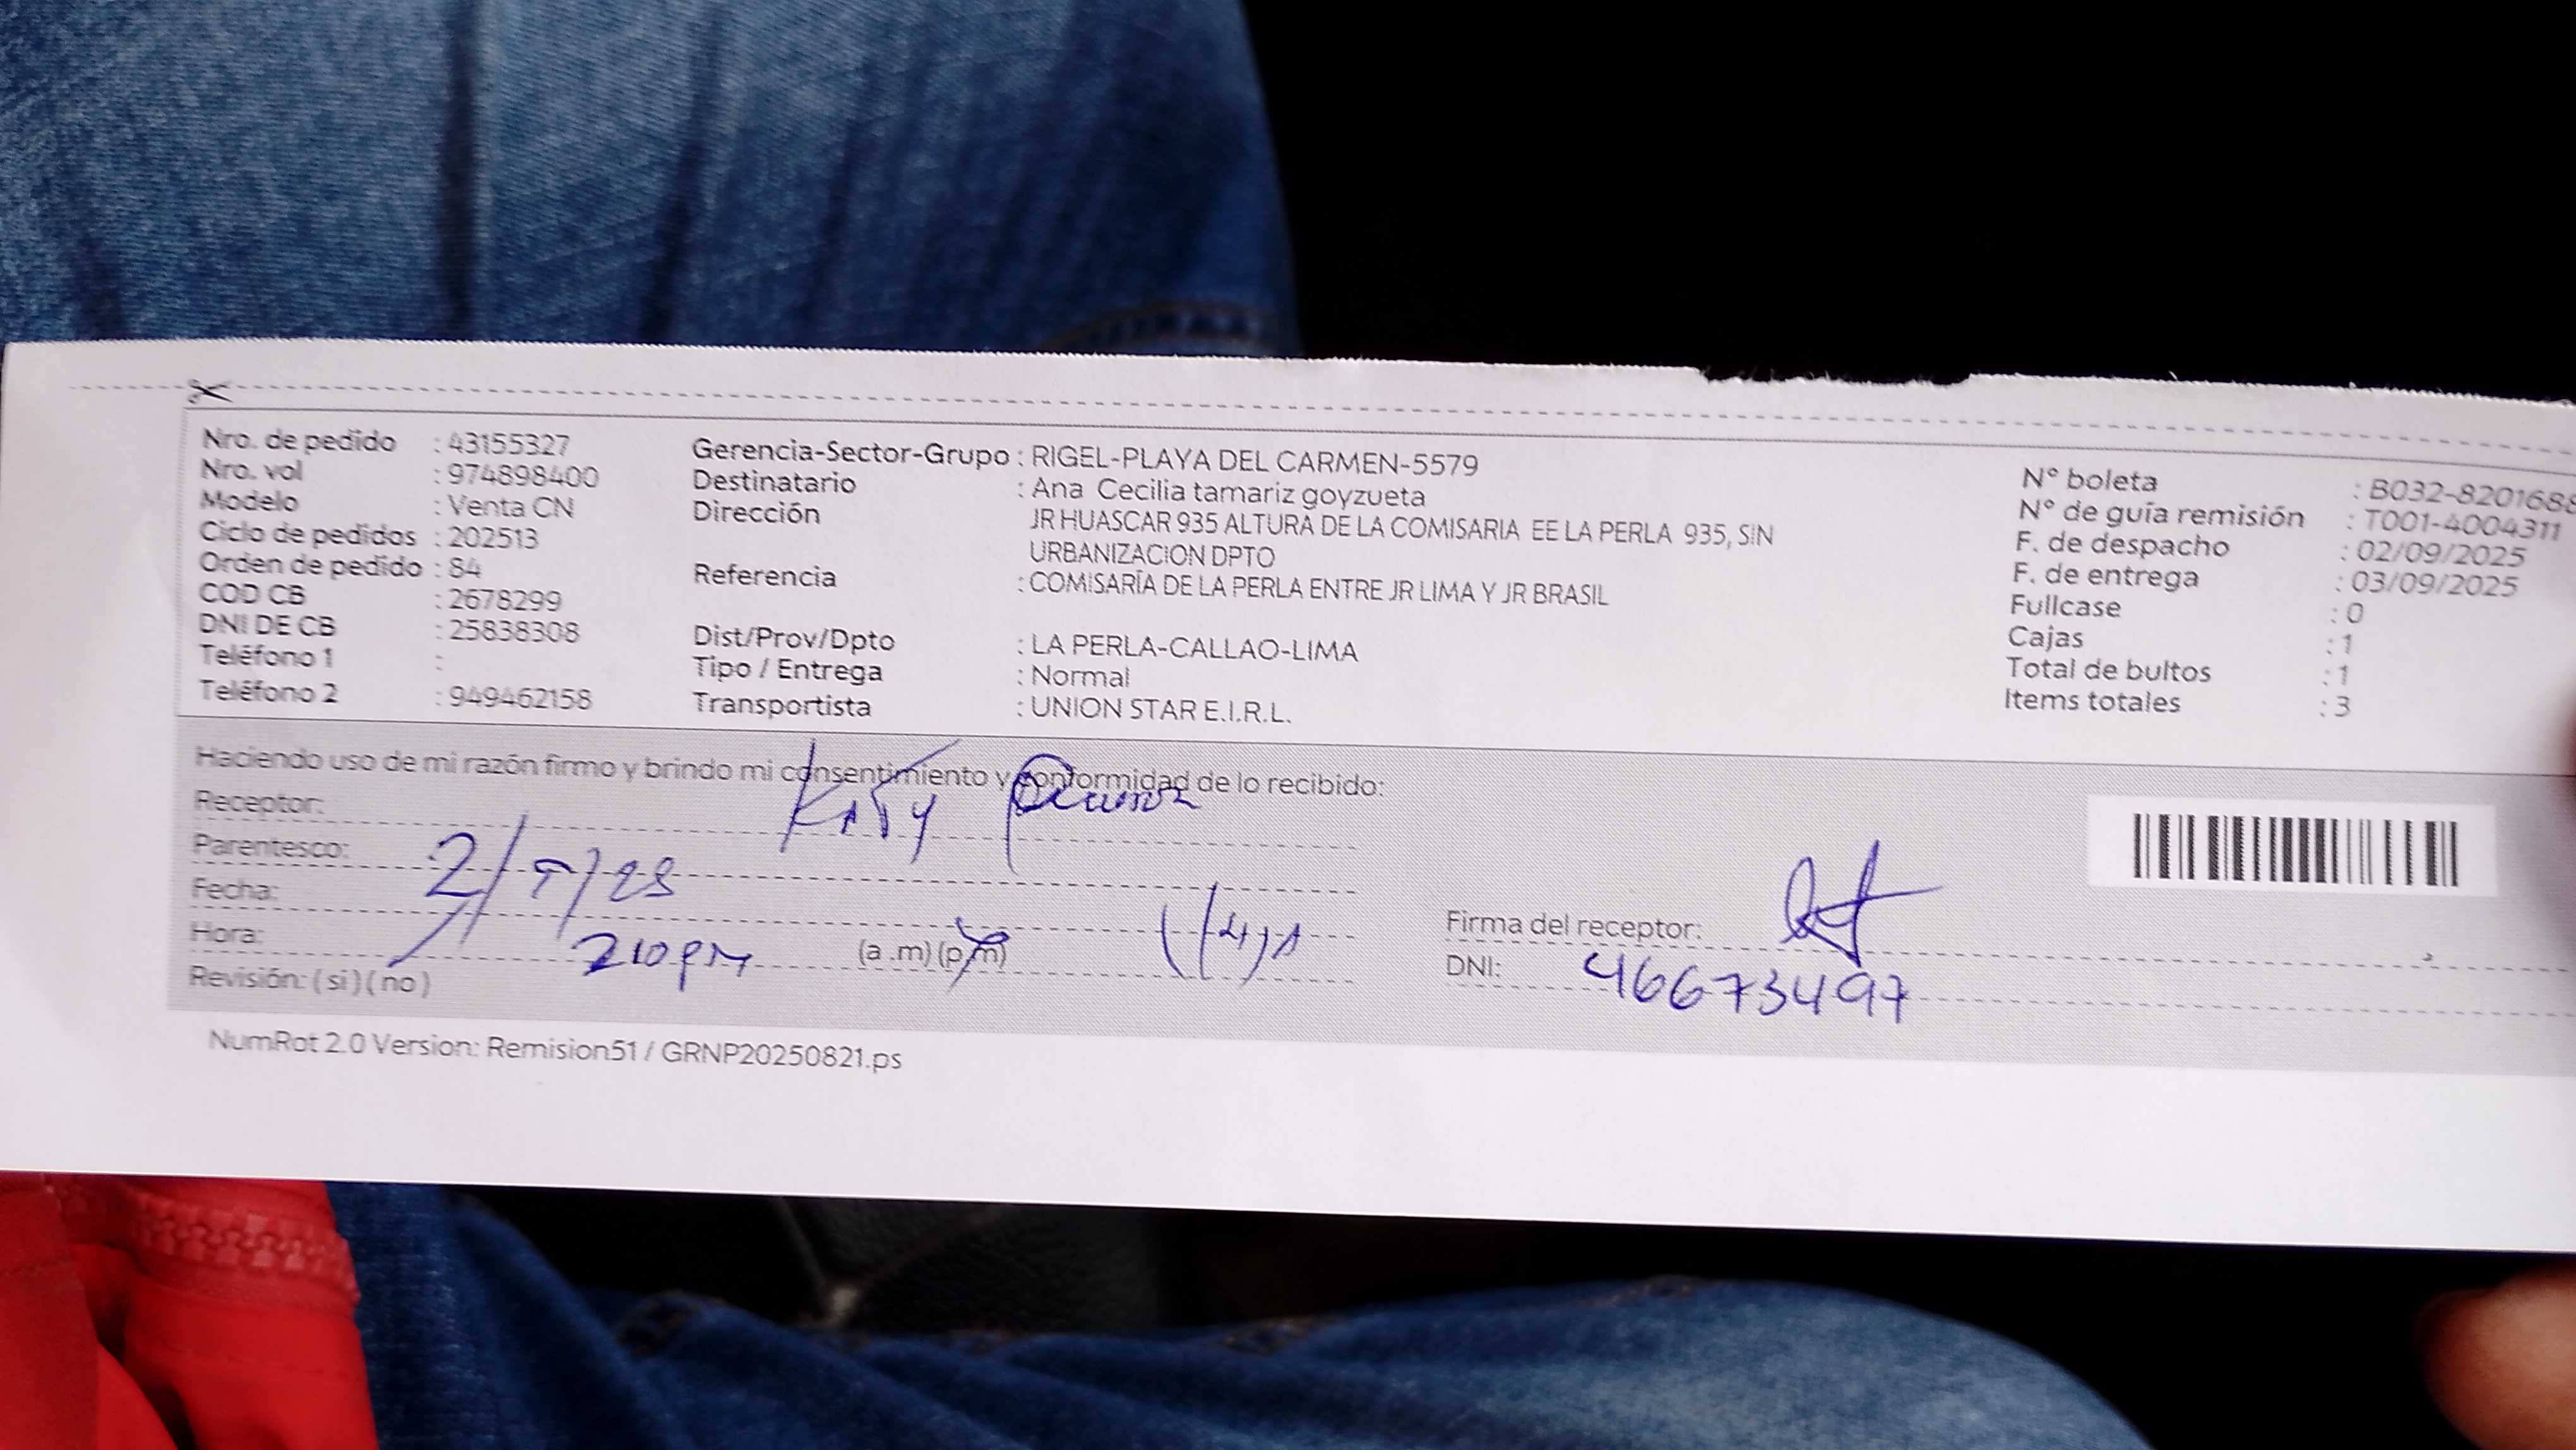 Nro. de pedido : 43155327
Nro. vol : 974898400
Modelo : Venta CN
Ciclo de pedidos : 202513
Orden de pedido : 84
COD CB : 2678299
DNI DE CB : 25838308
Teléfono 1 :
Teléfono 2 : 949462158
Gerencia-Sector-Grupo : RIGEL-PLAYA DEL CARMEN-5579
Destinatario : Ana Cecilia tamariz goyzueta
Dirección JR HUASCAR 935 ALTURA DE LA COMISARIA EE LA PERLA 935, SIN
URBANIZACION DPTO
Referencia : COMISARÍA DE LA PERLA ENTRE JR LIMA Y JR BRASIL
Dist/Prov/Dpto : LA PERLA-CALLAO-LIMA
Tipo / Entrega : Normal
Transportista : UNION STAR E.I.R.L.
N° boleta : B032-8201688
N° de guía remisión : T001-4004311
F. de despacho : 02/09/2025
F. de entrega : 03/09/2025
Fullcase : 0
Cajas : 1
Total de bultos : 1
Items totales : 3
Haciendo uso de mi razón firmo y brindo mi consentimiento y conformidad de lo recibido:
Receptor: Katy
Parentesco:
Fecha:
Hora: 210 pm (a .m) (p.m)
Revisión: ( si ) ( no )
Firma del receptor:
DNI: 46673497
NumRot 2.0 Version: Remision51 / GRNP20250821.ps